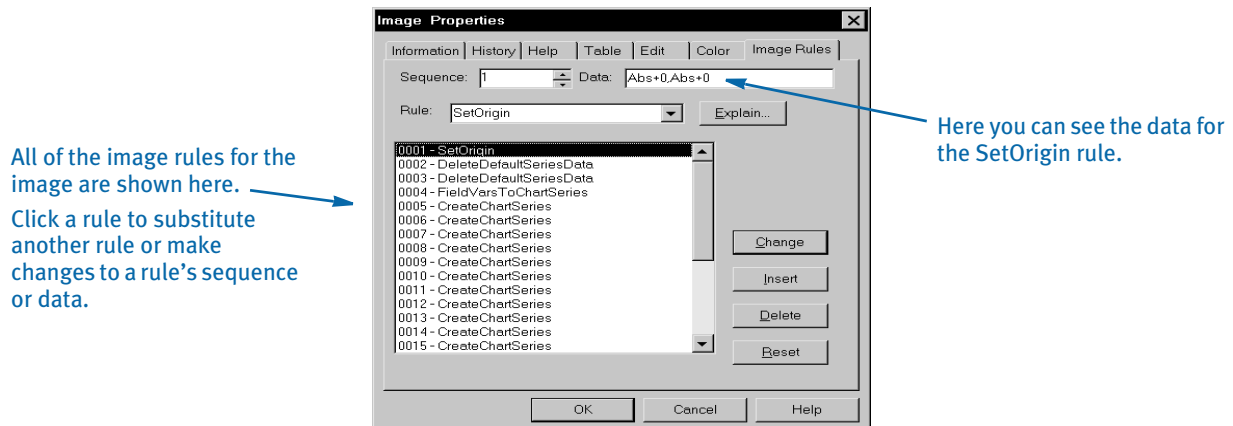 Image Properties
Information History Help Table Edit Color Image Rules
Sequence: 1 Data: Abs+0,Abs+0
Rule: SetOrigin Explain...
0001 - SetOrigin
0002 - DeleteDefaultSeriesData
0003 - DeleteDefaultSeriesData
0004 - FieldVarsToChartSeries
0005 - CreateChartSeries
0006 - CreateChartSeries
0007 - CreateChartSeries
0008 - CreateChartSeries
0009 - CreateChartSeries
0010 - CreateChartSeries
0011 - CreateChartSeries
0012 - CreateChartSeries
0013 - CreateChartSeries
0014 - CreateChartSeries
0015 - CreateChartSeries
Change
Insert
Delete
Reset
OK Cancel Help
All of the image rules for the
image are shown here.
Click a rule to substitute
another rule or make
changes to a rule’s sequence
or data.
Here you can see the data for
the SetOrigin rule.